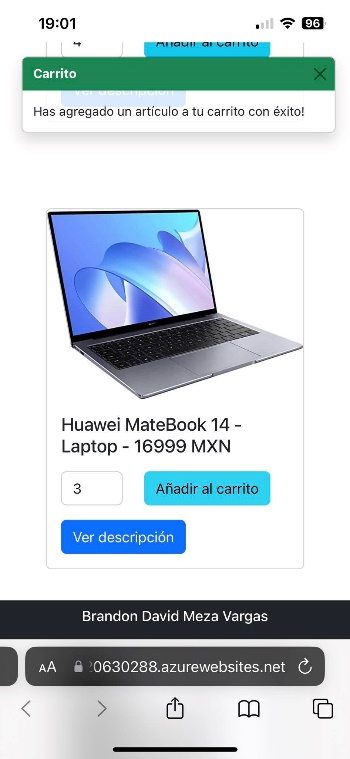 19:01
96
4
Añadir al carrito
Carrito
Ver descripción
Has agregado un artículo a tu carrito con éxito!
Huawei MateBook 14 -
Laptop - 16999 MXN
3
Añadir al carrito
Ver descripción
Brandon David Meza Vargas
AA
0630288.azurewebsites.net